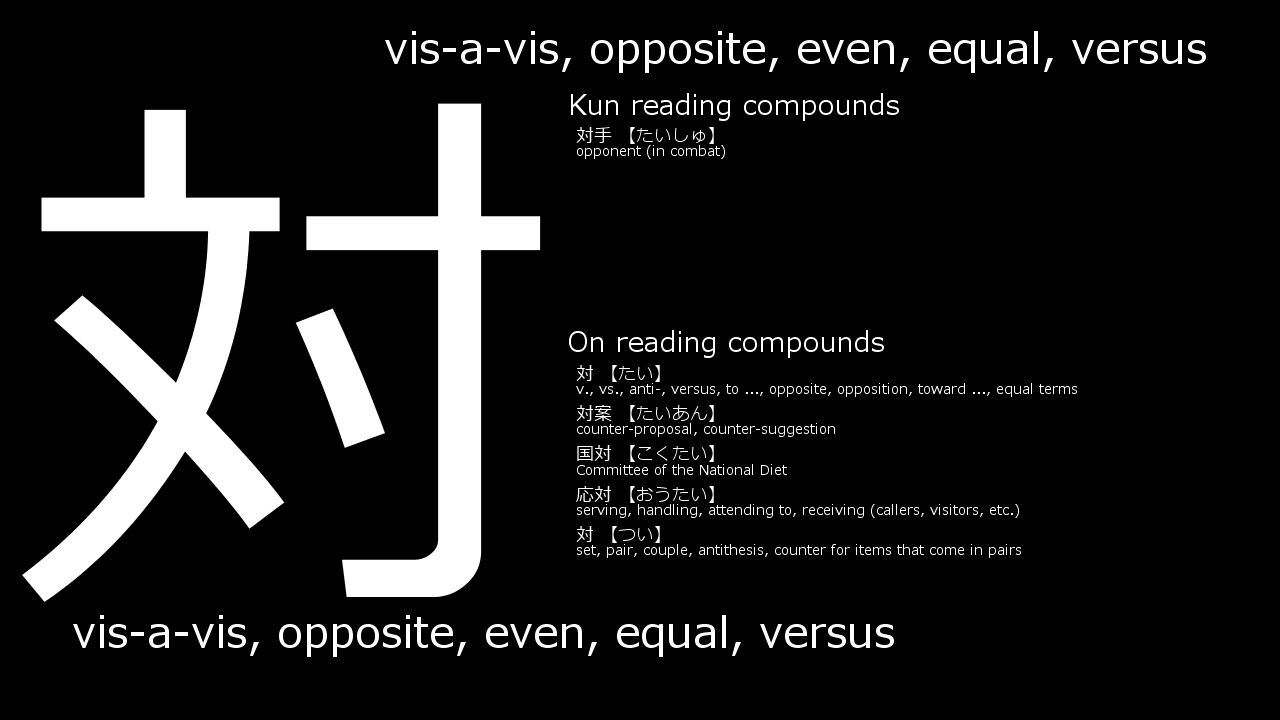 vis-a-vis, opposite, even, equal, versus
対
Kun reading compounds
対手 【たいしゅ】
opponent (in combat)
On reading compounds
対 【たい】
v., vs., anti-, versus, to ..., opposite, opposition, toward ..., equal terms
対案 【たいあん】
counter-proposal, counter-suggestion
国対 【こくたい】
Committee of the National Diet
応対 【おうたい】
serving, handling, attending to, receiving (callers, visitors, etc.)
対 【つい】
set, pair, couple, antithesis, counter for items that come in pairs
vis-a-vis, opposite, even, equal, versus